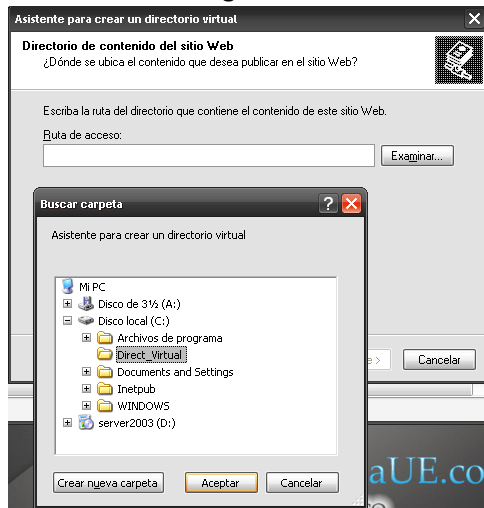 Asistente para crear un directorio virtual
Directorio de contenido del sitio Web
¿Dónde se ubica el contenido que desea publicar en el sitio Web?
Escriba la ruta del directorio que contiene el contenido de este sitio Web.
Ruta de acceso:
Examinar...
Buscar carpeta
Asistente para crear un directorio virtual
Mi PC
Disco de 3½ (A:)
Disco local (C:)
Archivos de programa
Direct_Virtual
Documents and Settings
Inetpub
WINDOWS
server2003 (D:)
e > Cancelar
Crear nueva carpeta Aceptar Cancelar
aUE.co